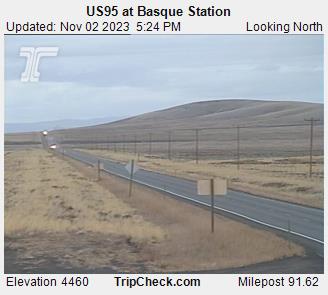 US95 at Basque Station
Updated: Nov 02 2023 5:24 PM Looking North
Elevation 4460 TripCheck.com Milepost 91.62